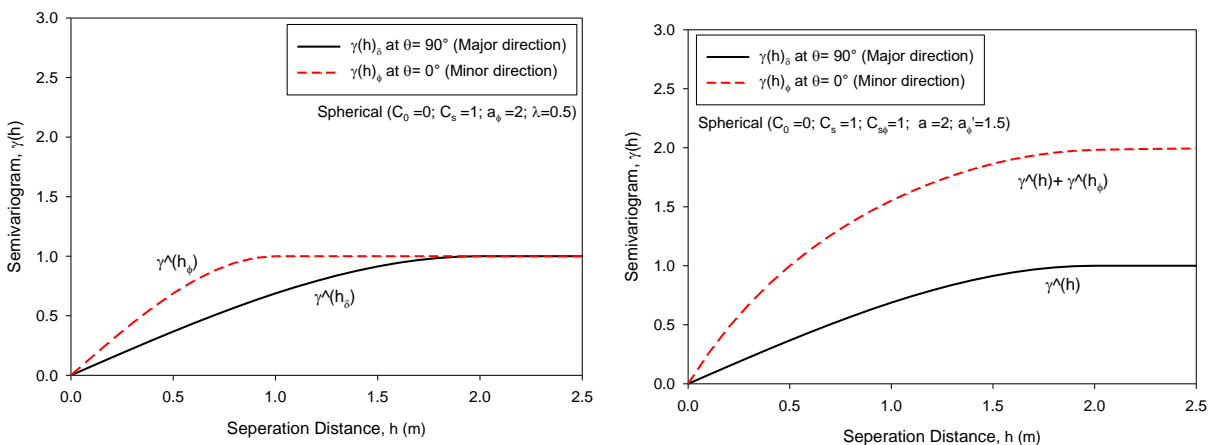 3.0
2.5
2.0
1.5
1.0
0.5
0.0
Semivariogram, γ(h)
γ(h)δ at θ= 90° (Major direction)
γ(h)ϕ at θ= 0° (Minor direction)
Spherical (C0 =0; Cs =1; aϕ =2; λ=0.5)
γ^(hϕ)
γ^(hδ)
0.0 0.5 1.0 1.5 2.0 2.5
Seperation Distance, h (m)
3.0
2.5
2.0
1.5
1.0
0.5
0.0
Semivariogram, γ(h)
γ(h)δ at θ= 90° (Major direction)
γ(h)ϕ at θ= 0° (Minor direction)
Spherical (C0 =0; Cs =1; Csϕ=1; a =2; aϕ'=1.5)
γ^(h)+ γ^(hϕ)
γ^(h)
0.0 0.5 1.0 1.5 2.0 2.5
Seperation Distance, h (m)